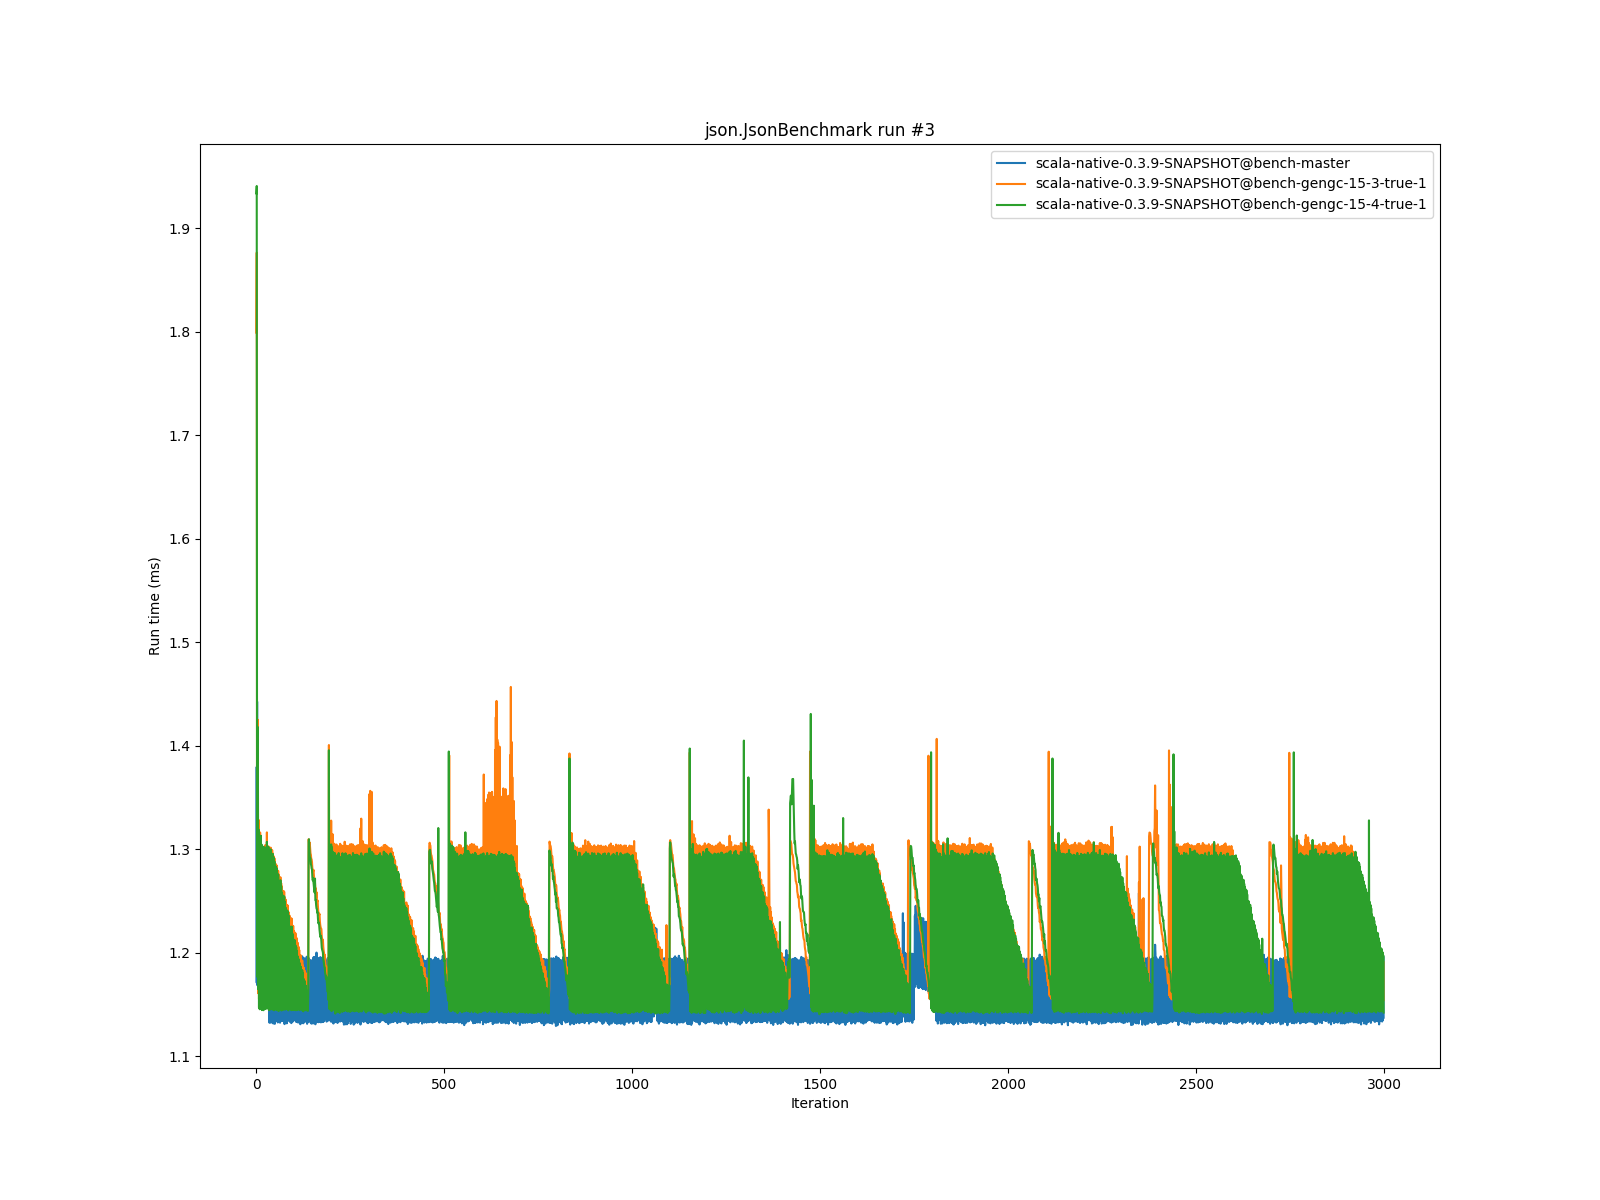 json.JsonBenchmark run #3
scala-native-0.3.9-SNAPSHOT@bench-master
scala-native-0.3.9-SNAPSHOT@bench-gengc-15-3-true-1
scala-native-0.3.9-SNAPSHOT@bench-gengc-15-4-true-1
Run time (ms)
1.9
1.8
1.7
1.6
1.5
1.4
1.3
1.2
1.1
0 500 1000 1500 2000 2500 3000
Iteration